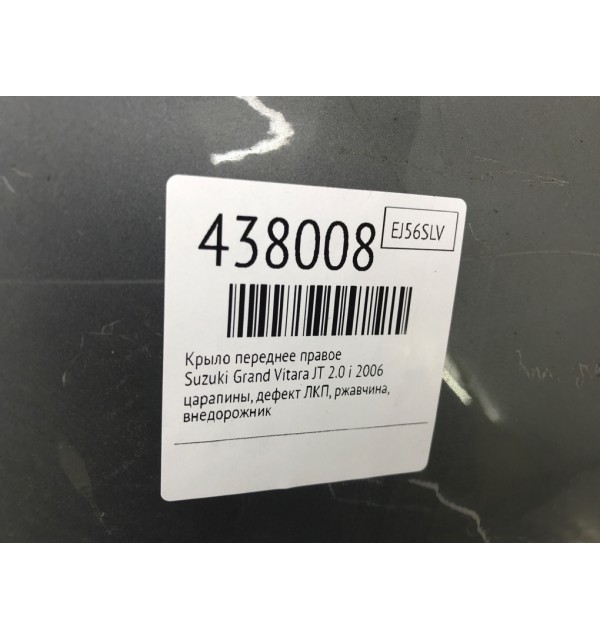 438008
EJ56SLV
Крыло переднее правое
Suzuki Grand Vitara JT 2.0 i 2006
царапины, дефект ЛКП, ржавчина,
внедорожник